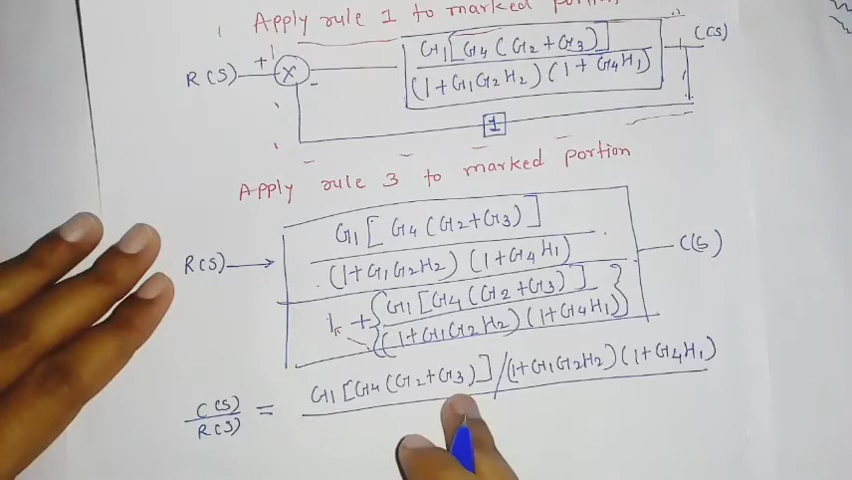 Apply rule 1 to marked portion
G1[G4(G2+G3)]
R(S) + X - C(S)
(1+G1G2H2)(1+G4H1)
1
Apply rule 3 to marked portion
G1[G4(G2+G3)]
R(S) C(S)
(1+G1G2H2)(1+G4H1)
1+{G1[G4(G2+G3)]
(1+G1G2H2)(1+G4H1)}
C(S) = G1[G4(G2+G3)]/(1+G1G2H2)(1+G4H1)
R(S)